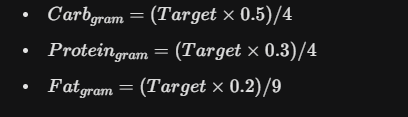 • Carb_gram = (Target × 0.5)/4
• Protein_gram = (Target × 0.3)/4
• Fat_gram = (Target × 0.2)/9